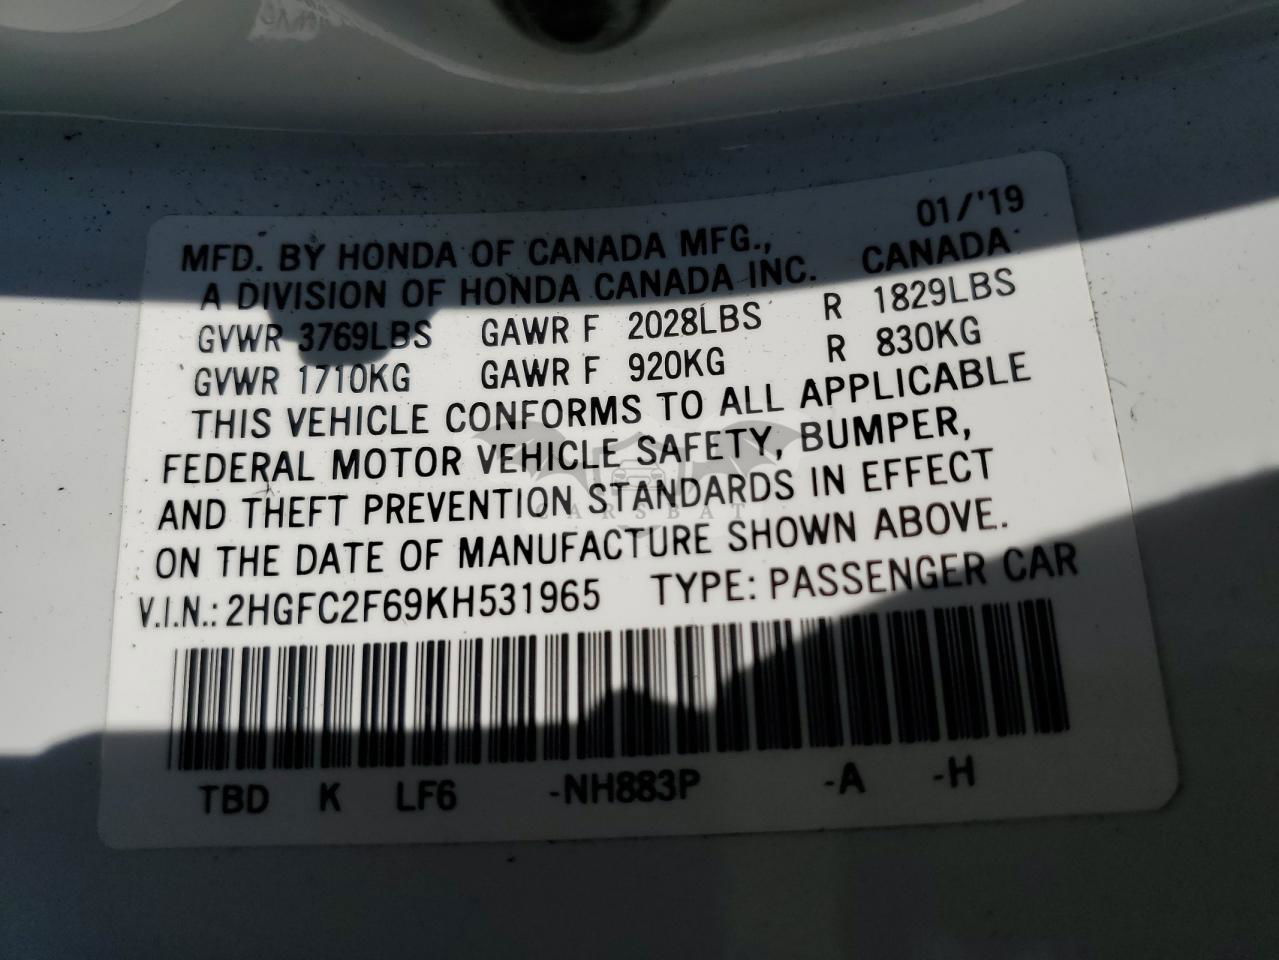 01/'19
MFD. BY HONDA OF CANADA MFG.,
A DIVISION OF HONDA CANADA INC. CANADA
GVWR 3769LBS GAWR F 2028LBS R 1829LBS
GVWR 1710KG GAWR F 920KG R 830KG
THIS VEHICLE CONFORMS TO ALL APPLICABLE
FEDERAL MOTOR VEHICLE SAFETY, BUMPER,
AND THEFT PREVENTION STANDARDS IN EFFECT
CARSBAT
ON THE DATE OF MANUFACTURE SHOWN ABOVE.
V.I.N.: 2HGFC2F69KH531965 TYPE: PASSENGER CAR
TBD K LF6 -NH883P -A -H